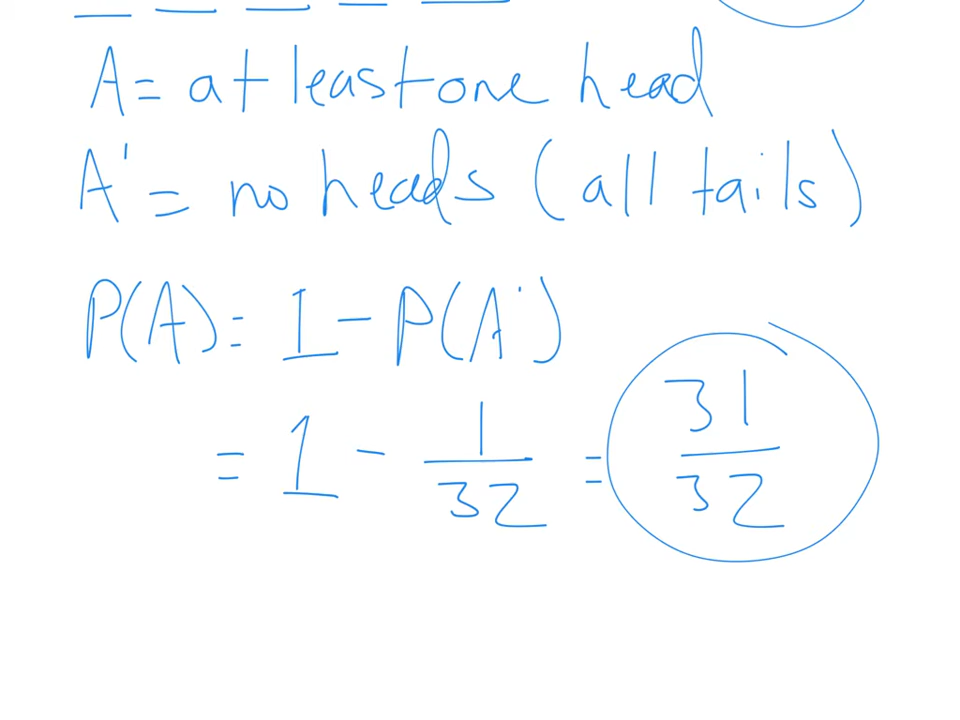 A = at least one head
A' = no heads (all tails)
P(A) = 1 - P(A')
= 1 - 1/32 = 31/32